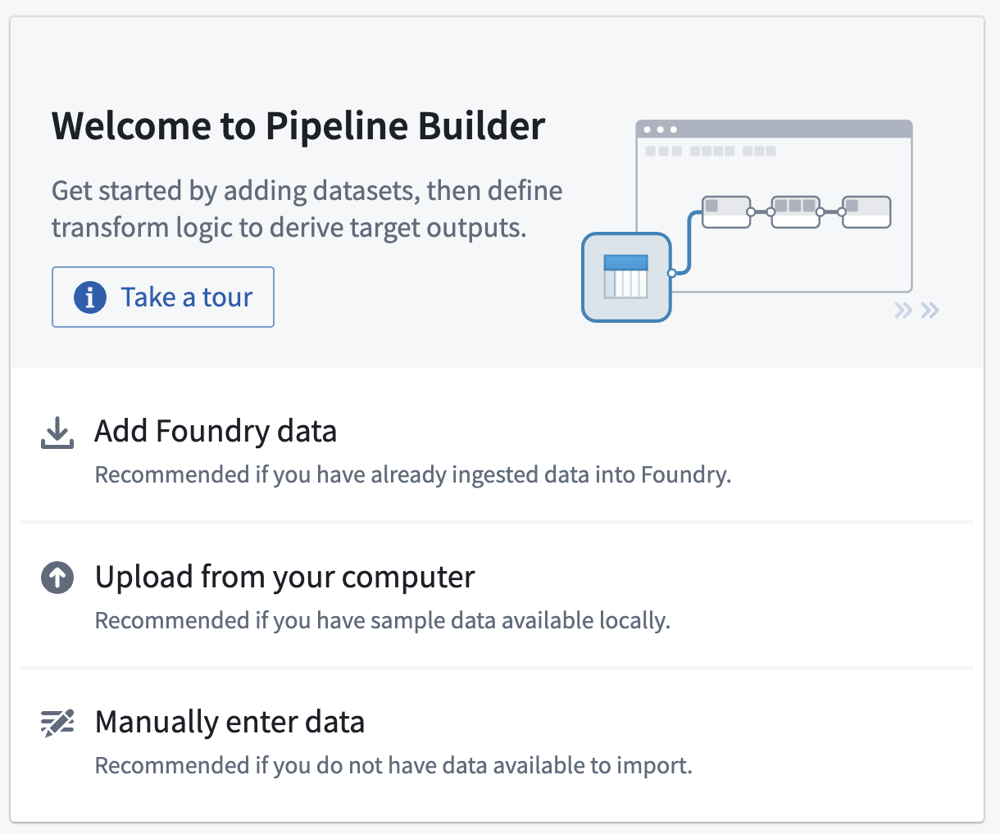 Welcome to Pipeline Builder
Get started by adding datasets, then define
transform logic to derive target outputs.
Take a tour
Add Foundry data
Recommended if you have already ingested data into Foundry.
Upload from your computer
Recommended if you have sample data available locally.
Manually enter data
Recommended if you do not have data available to import.